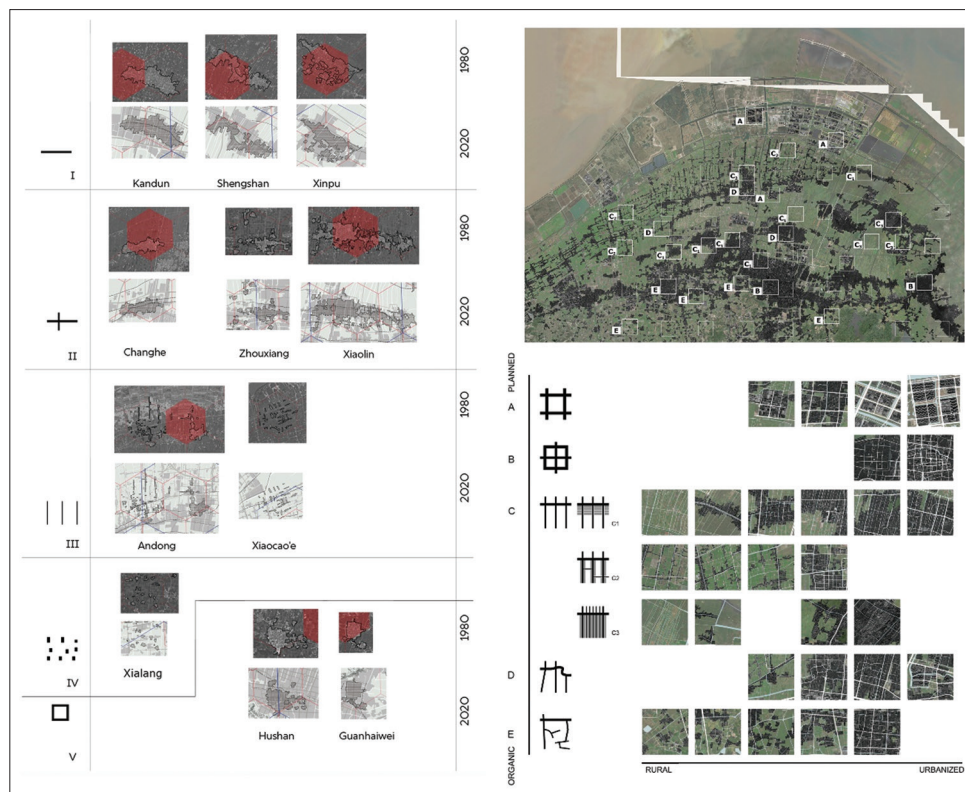 1980
2020
Kandun Shengshan Xinpu
I
1980
2020
Changhe Zhouxiang Xiaolin
II
1980
2020
Andong Xiaocao'e
III
1980
2020
Xialang
IV
Hushan Guanhaiwei
V
A
A
D
A
D
D
E
E
E
B
B
E
E
PLANNED
A
B
C
C1
C2
C3
D
E
ORGANIC
RURAL URBANIZED